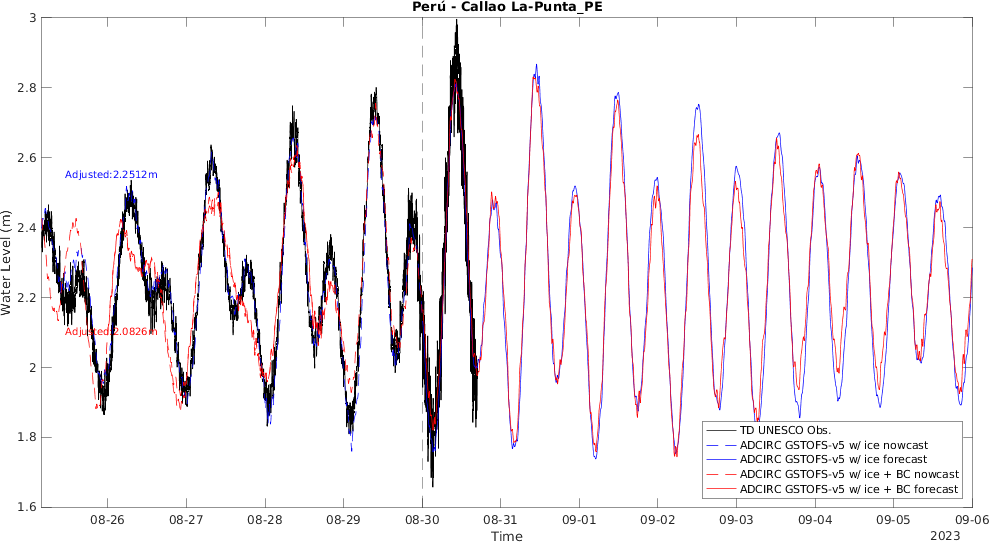 Perú - Callao La-Punta_PE
3
2.8
2.6
2.4
2.2
2
1.8
1.6
Water Level (m)
Adjusted:2.2512m
Adjusted:2.0826m
TD UNESCO Obs.
ADCIRC GSTOFS-v5 w/ ice nowcast
ADCIRC GSTOFS-v5 w/ ice forecast
ADCIRC GSTOFS-v5 w/ ice + BC nowcast
ADCIRC GSTOFS-v5 w/ ice + BC forecast
08-26 08-27 08-28 08-29 08-30 08-31 09-01 09-02 09-03 09-04 09-05 09-06
Time
2023